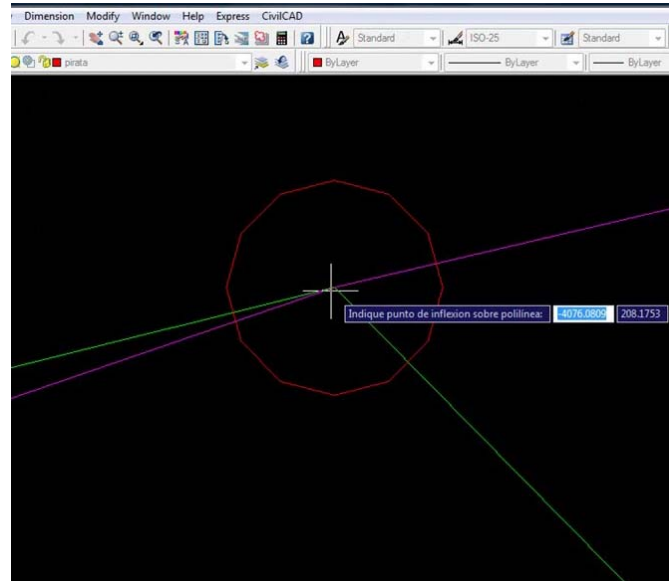 Dimension Modify Window Help Express CivilCAD
Standard ISO-25 Standard
pirata ByLayer ByLayer ByLayer
Indique punto de inflexion sobre polilínea: -4076.0809 208.1753